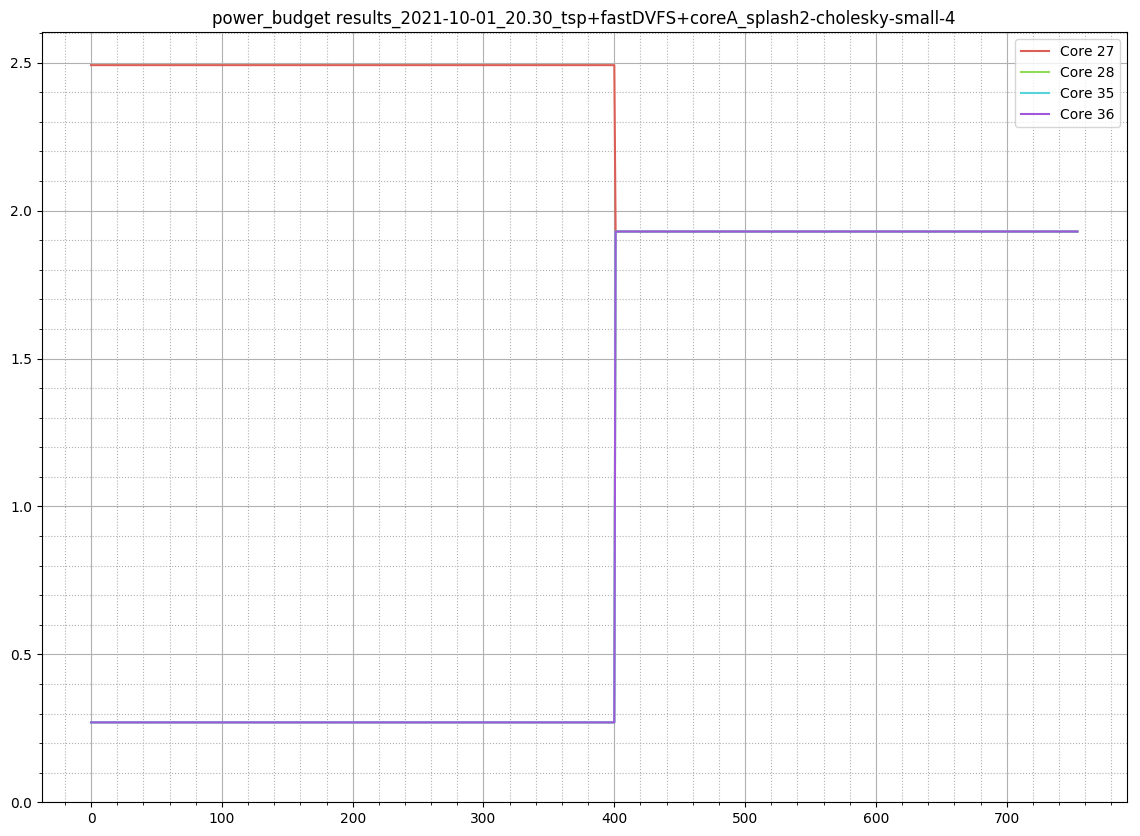 power_budget results_2021-10-01_20.30_tsp+fastDVFS+coreA_splash2-cholesky-small-4
Core 27
Core 28
Core 35
Core 36
2.5
2.0
1.5
1.0
0.5
0.0
0 100 200 300 400 500 600 700